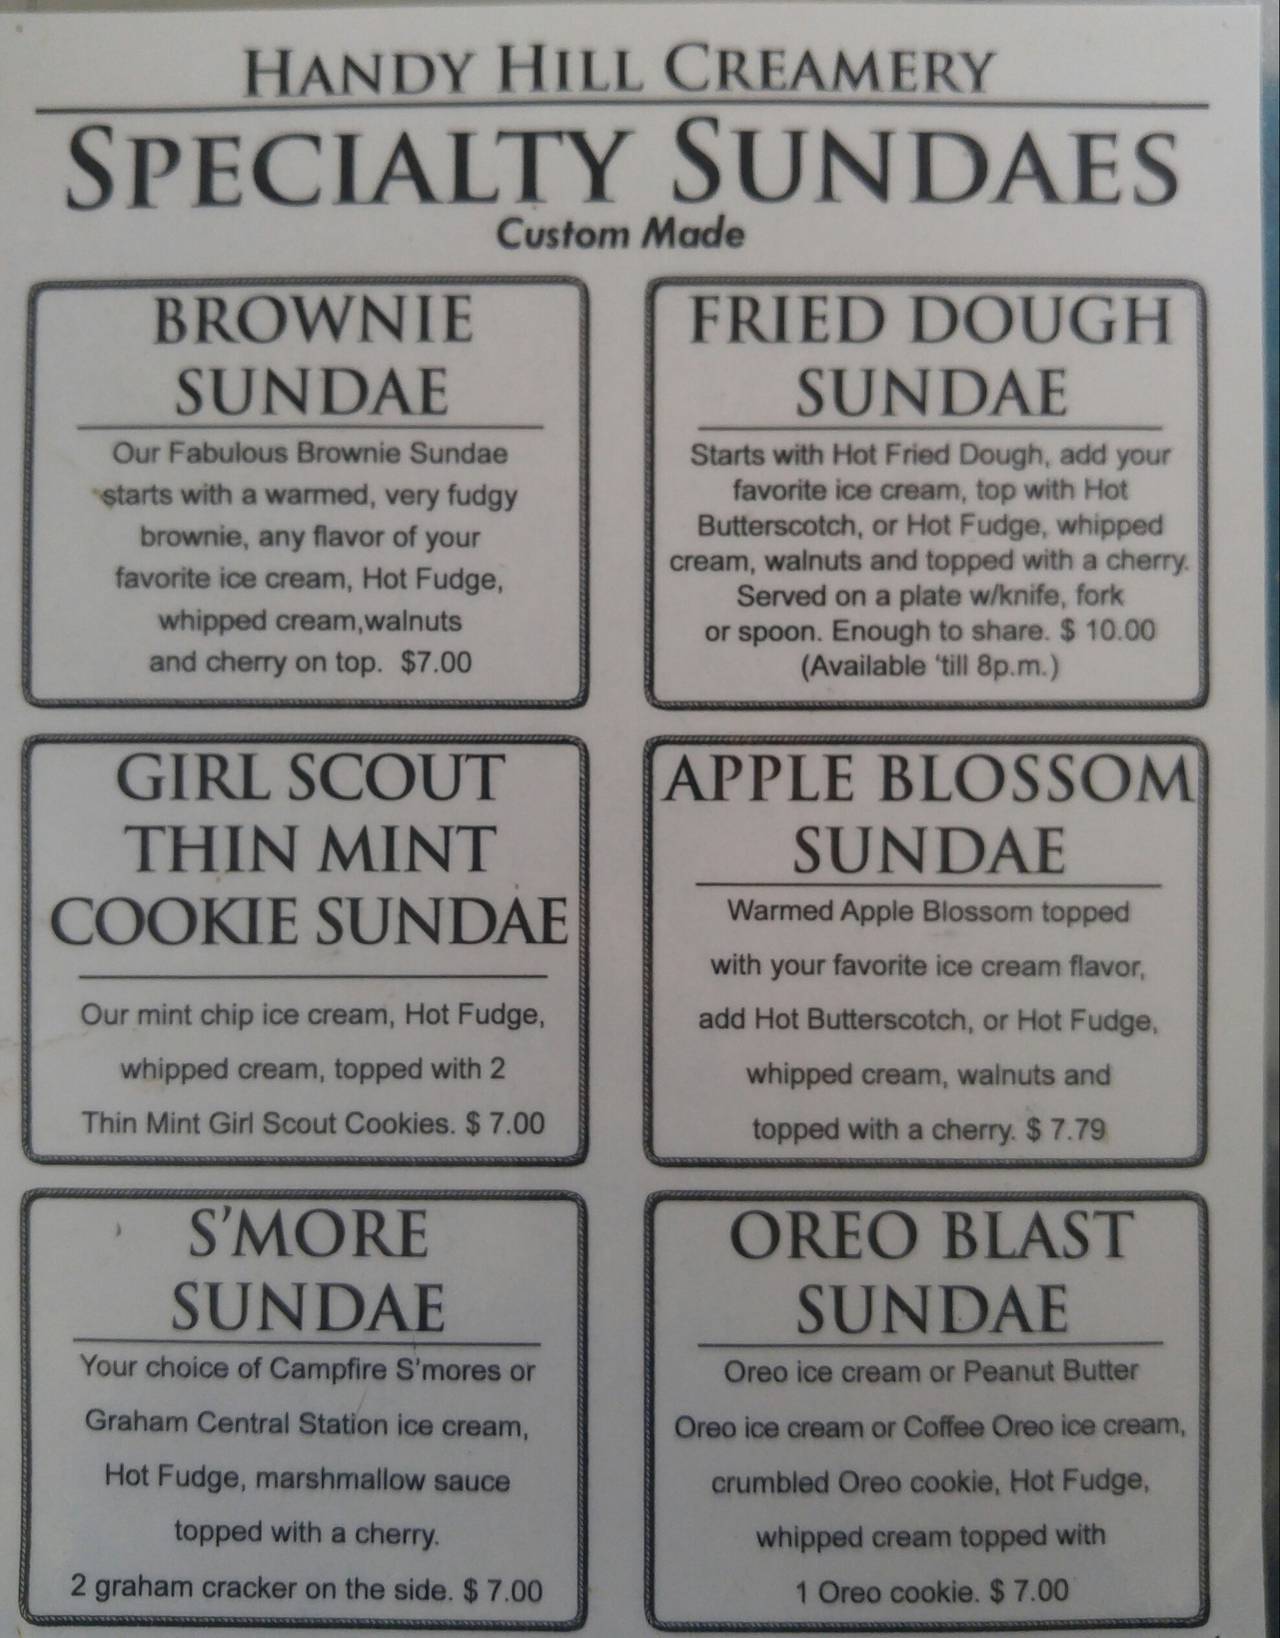 HANDY HILL CREAMERY
SPECIALTY SUNDAES
Custom Made
BROWNIE
SUNDAE
Our Fabulous Brownie Sundae
starts with a warmed, very fudgy
brownie, any flavor of your
favorite ice cream, Hot Fudge,
whipped cream,walnuts
and cherry on top. $7.00
FRIED DOUGH
SUNDAE
Starts with Hot Fried Dough, add your
favorite ice cream, top with Hot
Butterscotch, or Hot Fudge, whipped
cream, walnuts and topped with a cherry.
Served on a plate w/knife, fork
or spoon. Enough to share. $ 10.00
(Available ‘till 8p.m.)
GIRL SCOUT
THIN MINT
COOKIE SUNDAE
Our mint chip ice cream, Hot Fudge,
whipped cream, topped with 2
Thin Mint Girl Scout Cookies. $ 7.00
APPLE BLOSSOM
SUNDAE
Warmed Apple Blossom topped
with your favorite ice cream flavor,
add Hot Butterscotch, or Hot Fudge,
whipped cream, walnuts and
topped with a cherry. $ 7.79
S’MORE
SUNDAE
Your choice of Campfire S’mores or
Graham Central Station ice cream,
Hot Fudge, marshmallow sauce
topped with a cherry.
2 graham cracker on the side. $ 7.00
OREO BLAST
SUNDAE
Oreo ice cream or Peanut Butter
Oreo ice cream or Coffee Oreo ice cream,
crumbled Oreo cookie, Hot Fudge,
whipped cream topped with
1 Oreo cookie. $ 7.00